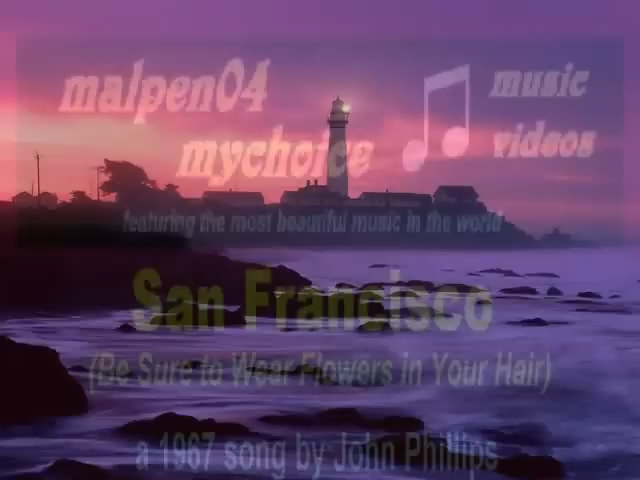 malpen04
mychoice
music
videos
featuring the most beautiful music in the world
San Francisco
(Be Sure to Wear Flowers in Your Hair)
a 1967 song by John Phillips